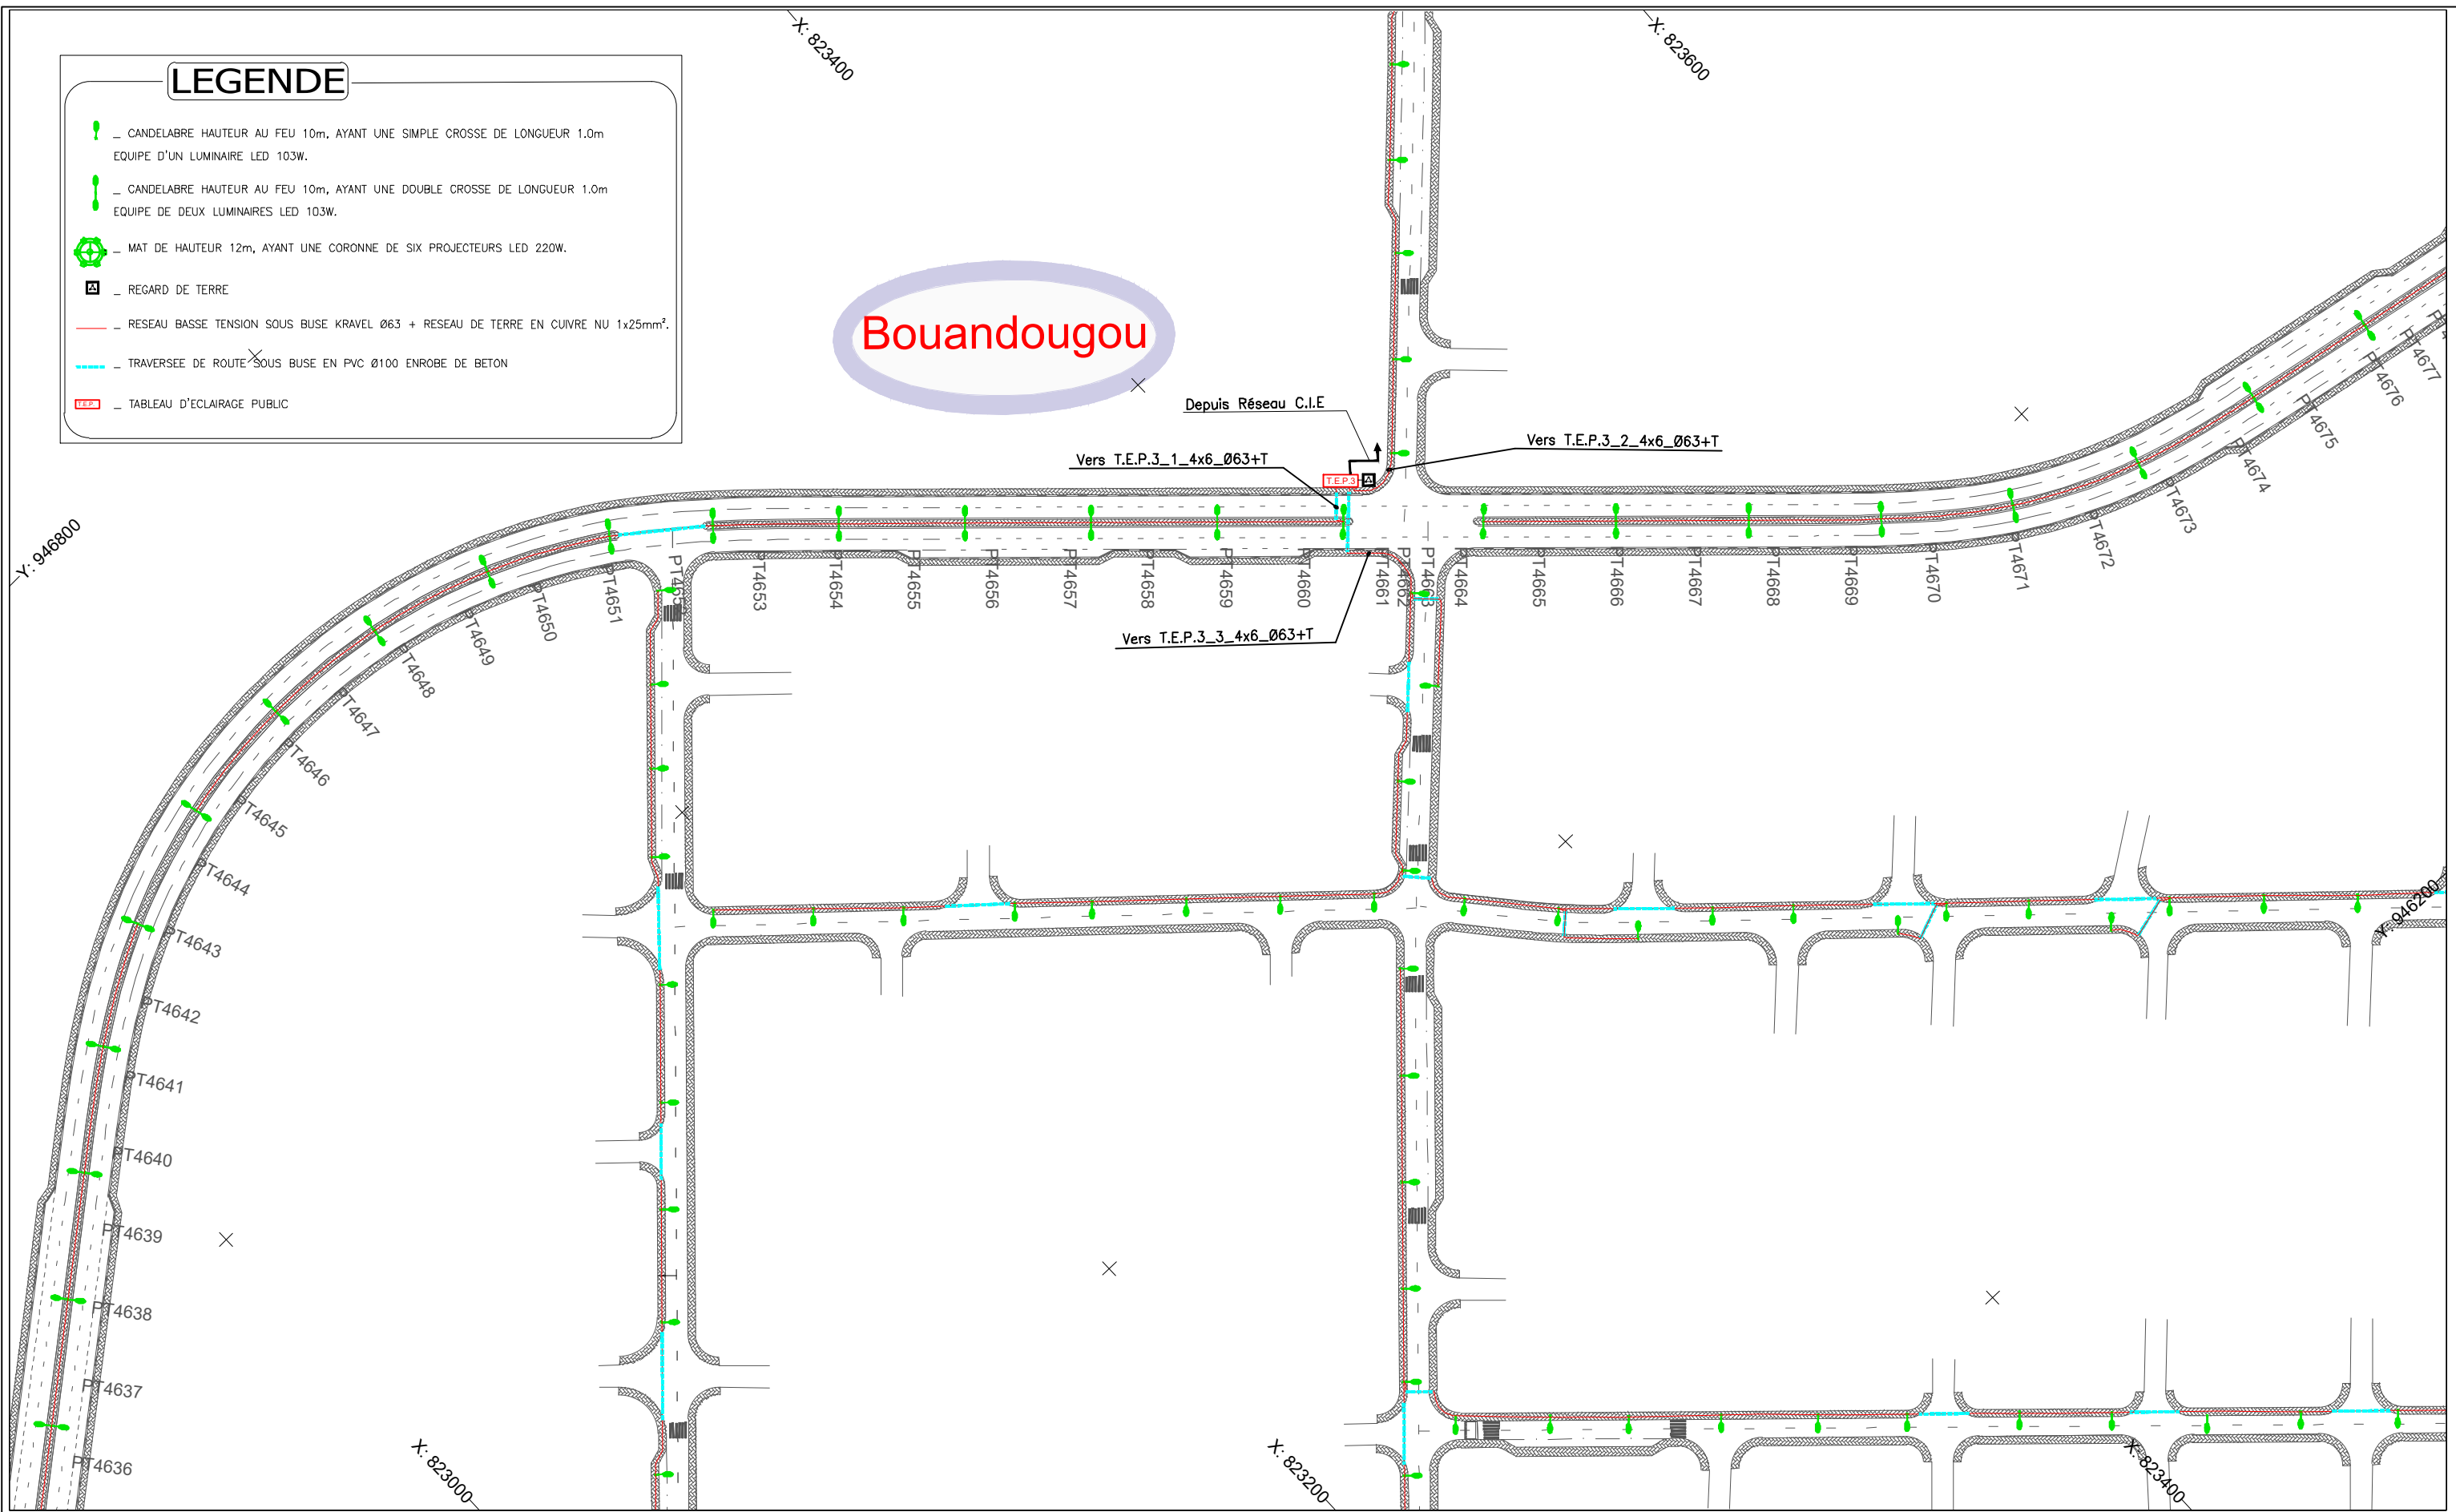 X: 823400
X: 823600
LEGENDE
_ CANDELABRE HAUTEUR AU FEU 10m, AYANT UNE SIMPLE CROSSE DE LONGUEUR 1.0m
EQUIPE D'UN LUMINAIRE LED 103W.
_ CANDELABRE HAUTEUR AU FEU 10m, AYANT UNE DOUBLE CROSSE DE LONGUEUR 1.0m
EQUIPE DE DEUX LUMINAIRES LED 103W.
_ MAT DE HAUTEUR 12m, AYANT UNE CORONNE DE SIX PROJECTEURS LED 220W.
_ REGARD DE TERRE
_ RESEAU BASSE TENSION SOUS BUSE KRAVEL Ø63 + RESEAU DE TERRE EN CUIVRE NU 1x25mm².
_ TRAVERSEE DE ROUTE SOUS BUSE EN PVC Ø100 ENROBE DE BETON
T.E.P. _ TABLEAU D'ECLAIRAGE PUBLIC
Bouandougou
Depuis Réseau C.I.E
Vers T.E.P.3_1_4x6_Ø63+T
Vers T.E.P.3_2_4x6_Ø63+T
T.E.P.3
Vers T.E.P.3_3_4x6_Ø63+T
Y: 946800
Y: 946200
PT4636
PT4637
PT4638
PT4639
PT4640
PT4641
PT4642
PT4643
PT4644
PT4645
PT4646
PT4647
PT4648
PT4649
PT4650
PT4651
PT4653
PT4654
PT4655
PT4656
PT4657
PT4658
PT4659
PT4660
PT4661
PT4662
PT4663
PT4664
PT4665
PT4666
PT4667
PT4668
PT4669
PT4670
PT4671
PT4672
PT4673
PT4674
PT4675
PT4676
PT4677
X: 823000
X: 823200
X: 823400